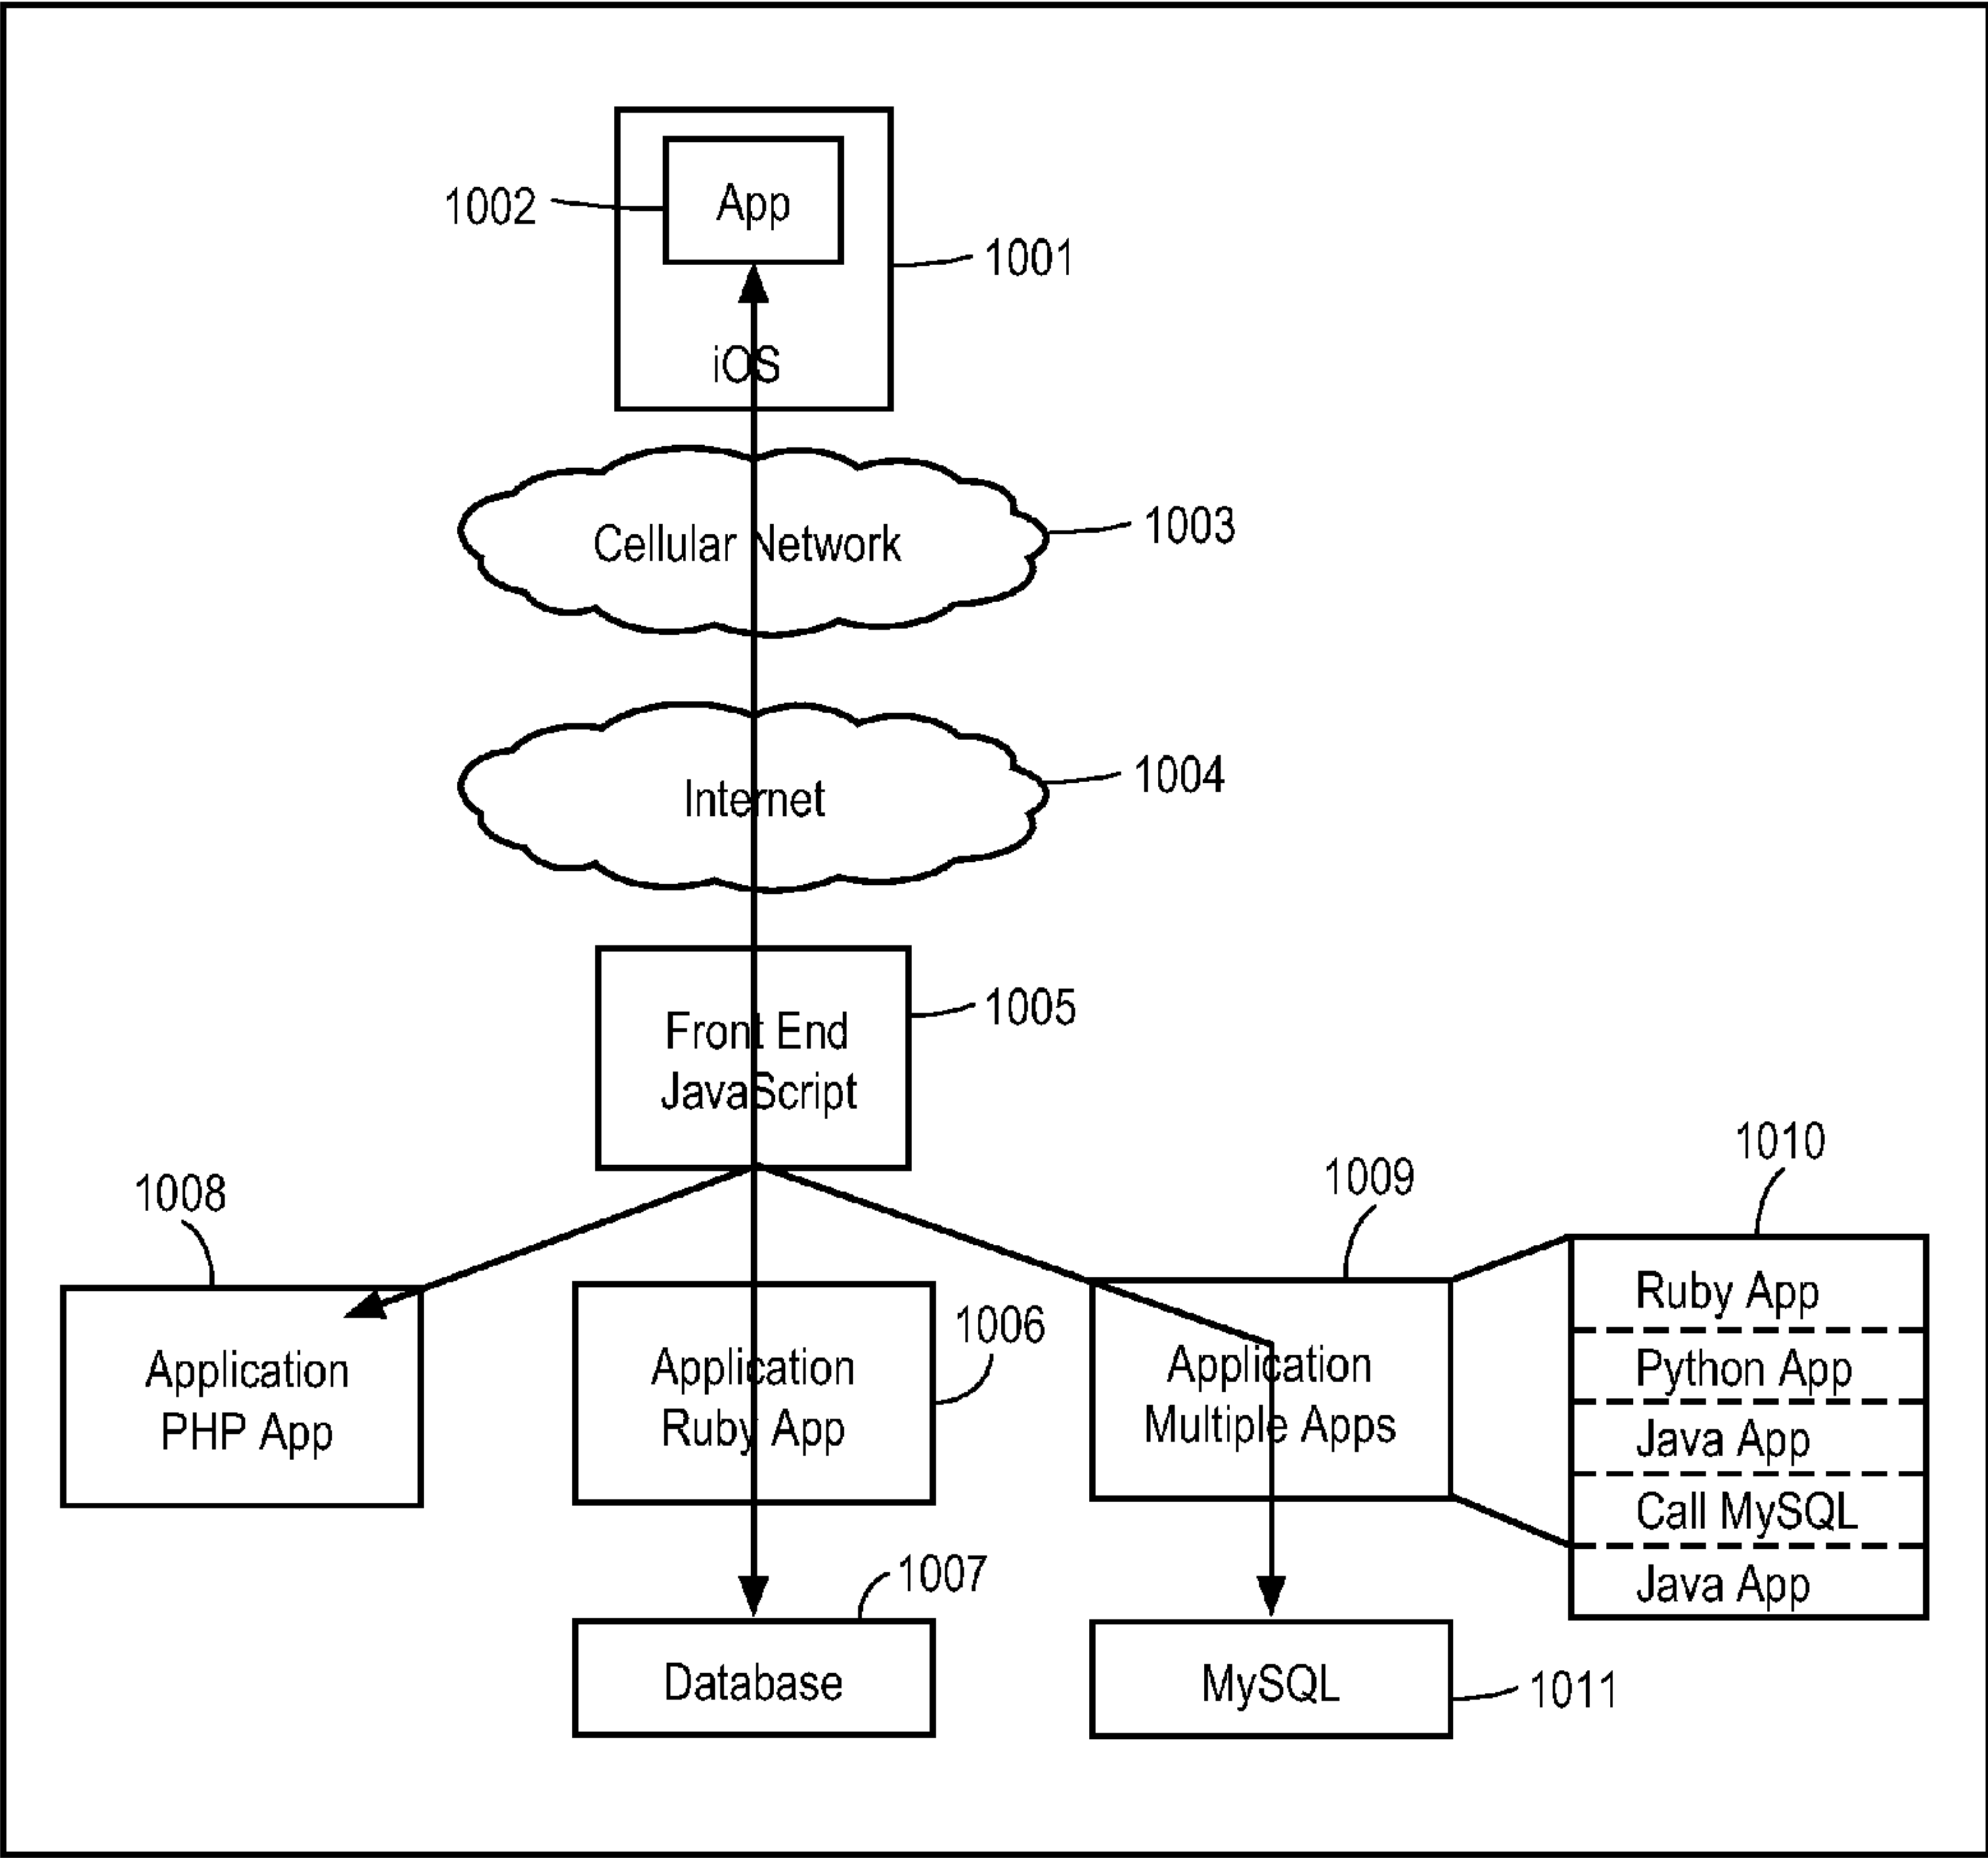 App
1002
1001
iOS
Cellular Network
1003
Internet
1004
Front End
JavaScript
1005
1008
Application
PHP App
Application
Ruby App
1006
1009
Application
Multiple Apps
1010
Ruby App
Python App
Java App
Call MySQL
Java App
1007
Database
MySQL
1011